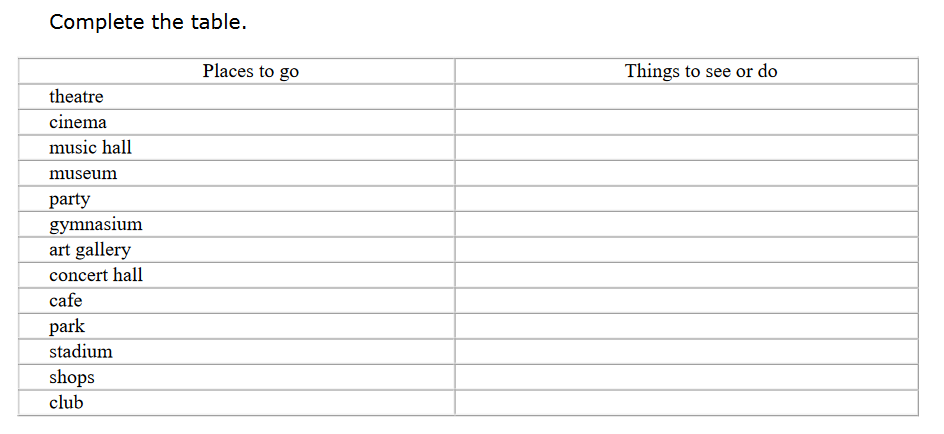 Complete the table.
Places to go Things to see or do
theatre
cinema
music hall
museum
party
gymnasium
art gallery
concert hall
cafe
park
stadium
shops
club